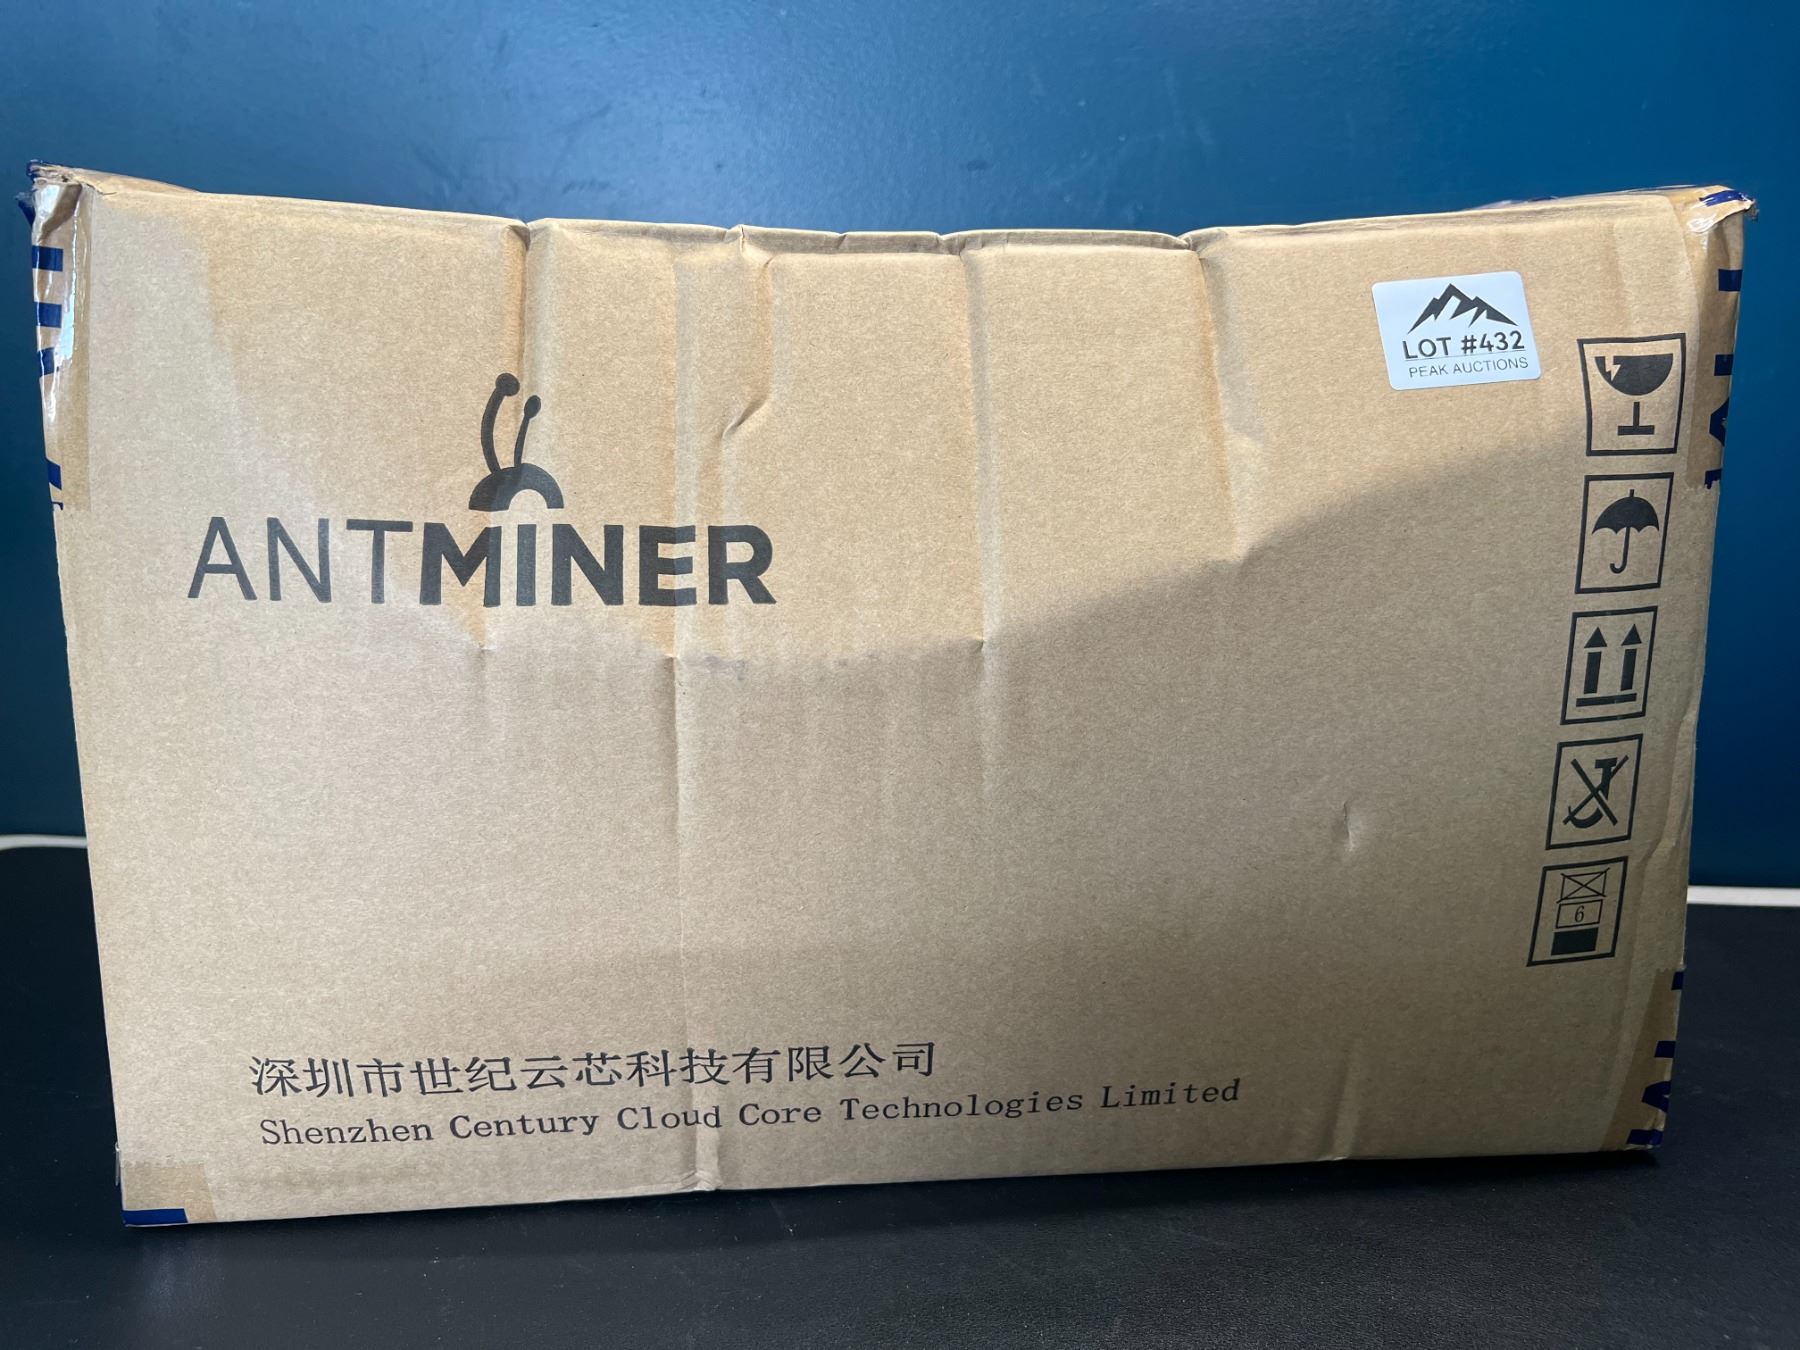 ANTMINER
LOT #432
PEAK AUCTIONS
6
深圳市世纪云芯科技有限公司
Shenzhen Century Cloud Core Technologies Limited